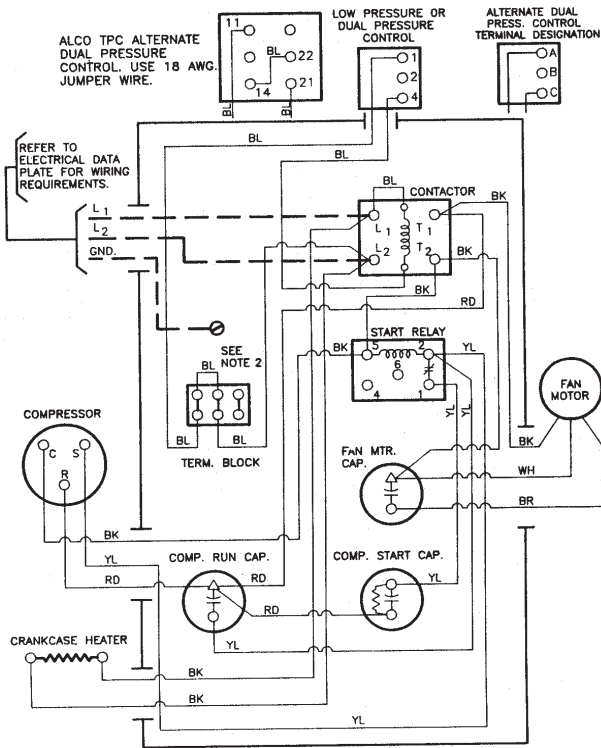 ALCO TPC ALTERNATE
DUAL PRESSURE
CONTROL. USE 18 AWG.
JUMPER WIRE.
11
BL
22
14
21
BL
BL
LOW PRESSURE OR
DUAL PRESSURE
CONTROL
1
2
4
ALTERNATE DUAL
PRESS. CONTROL
TERMINAL DESIGNATION
A
B
C
REFER TO
ELECTRICAL DATA
PLATE FOR WIRING
REQUIREMENTS.
BL
BL
L1
L2
GND.
BL
CONTACTOR
BK
L1
T1
L2
T2
BK
BK
RD
START RELAY
BK
5
2
YL
6
4
1
YL
YL
SEE
NOTE 2
BL
BL
BL
TERM. BLOCK
FAN
MOTOR
BK
WH
BR
FAN MTR.
CAP.
COMPRESSOR
C
S
R
BK
YL
RD
COMP. RUN CAP.
RD
RD
YL
COMP. START CAP.
YL
CRANKCASE HEATER
BK
BK
YL